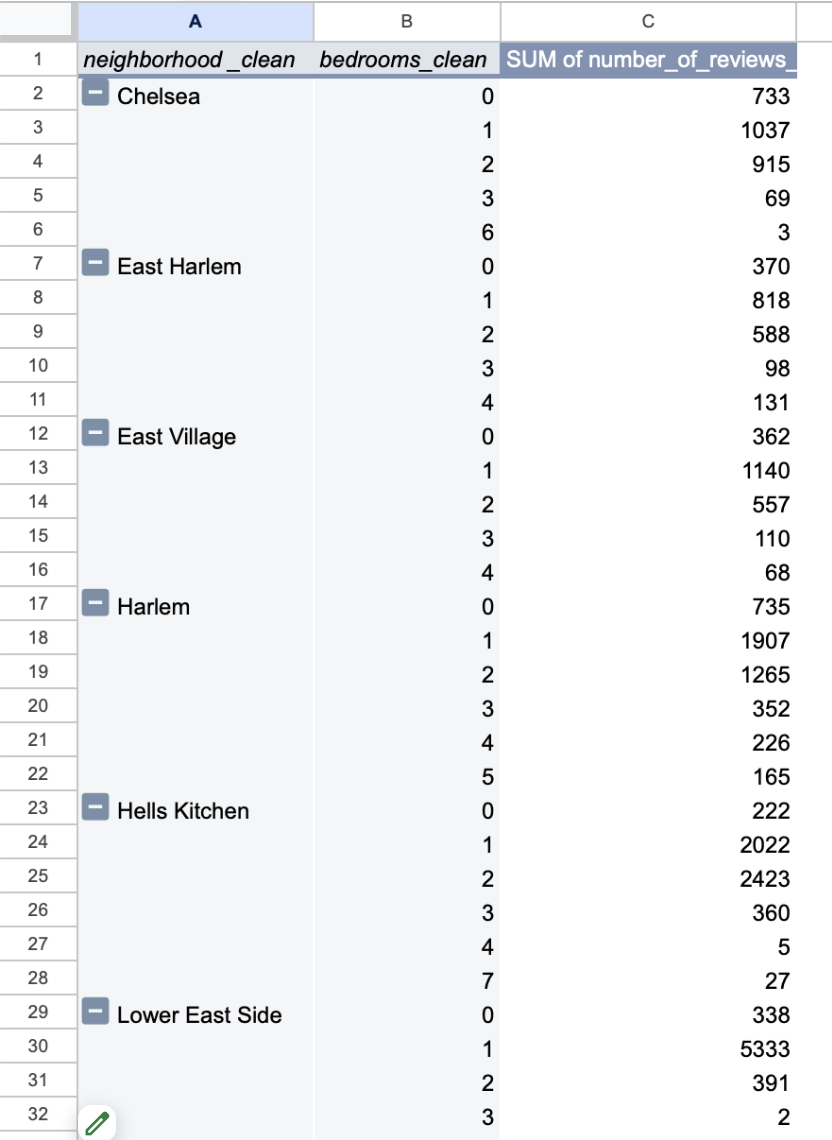 A B C
1 neighborhood _clean bedrooms_clean SUM of number_of_reviews_
2 Chelsea 0 733
3 1 1037
4 2 915
5 3 69
6 6 3
7 East Harlem 0 370
8 1 818
9 2 588
10 3 98
11 4 131
12 East Village 0 362
13 1 1140
14 2 557
15 3 110
16 4 68
17 Harlem 0 735
18 1 1907
19 2 1265
20 3 352
21 4 226
22 5 165
23 Hells Kitchen 0 222
24 1 2022
25 2 2423
26 3 360
27 4 5
28 7 27
29 Lower East Side 0 338
30 1 5333
31 2 391
32 3 2